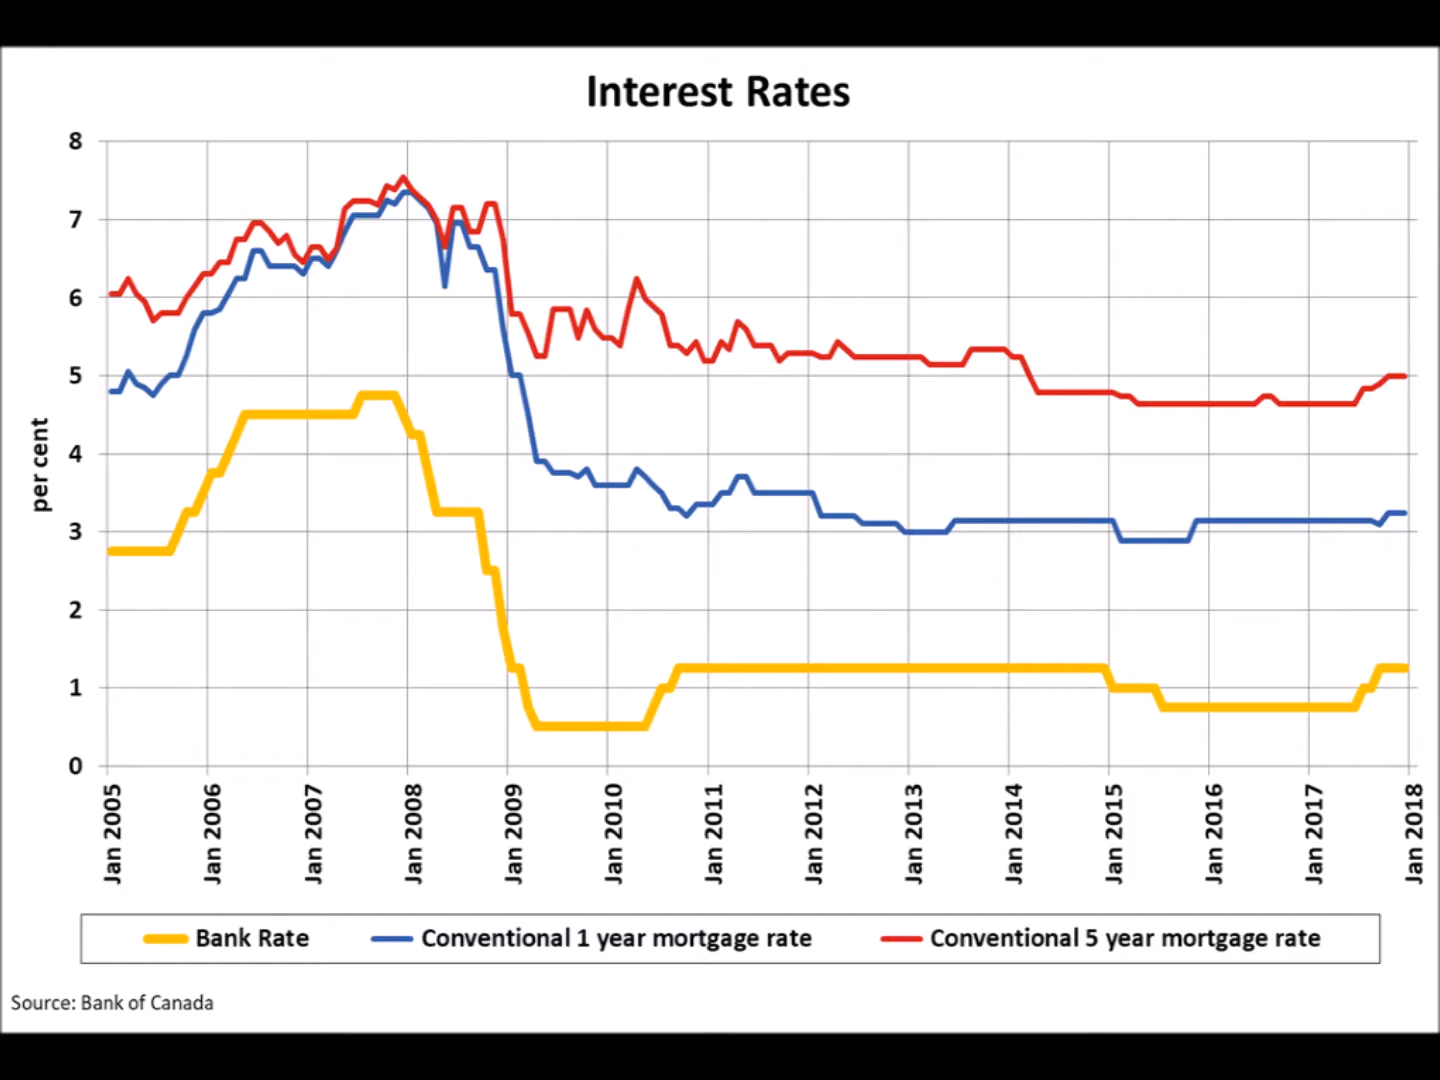 Interest Rates
8
7
6
5
4
3
2
1
0
per cent
Jan 2005
Jan 2006
Jan 2007
Jan 2008
Jan 2009
Jan 2010
Jan 2011
Jan 2012
Jan 2013
Jan 2014
Jan 2015
Jan 2016
Jan 2017
Jan 2018
Bank Rate
Conventional 1 year mortgage rate
Conventional 5 year mortgage rate
Source: Bank of Canada